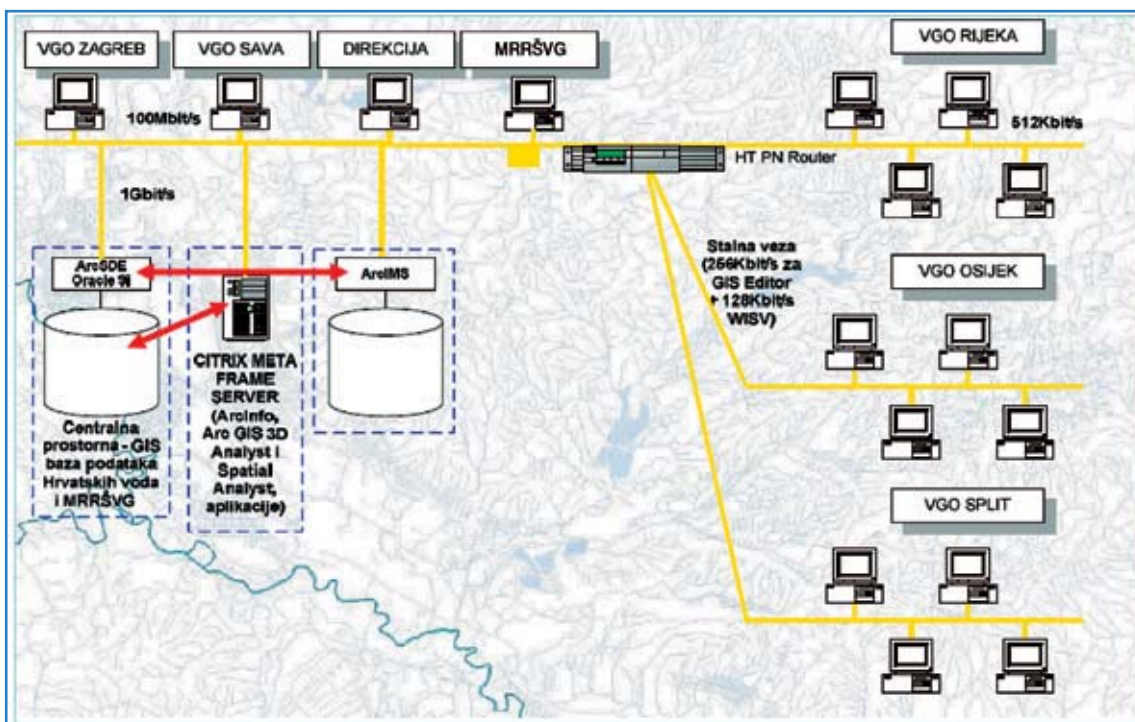 VGO ZAGREB
VGO SAVA
DIREKCIJA
MRRŠVG
VGO RIJEKA
100Mbit/s
512Kbit/s
HT PN Router
1Gbit/s
ArcSDE
Oracle 9i
ArcIMS
Stalna veza
(256Kbit/s za
GIS Editor
+ 128Kbit/s
WISV)
VGO OSIJEK
CITRIX META
FRAME
SERVER
(ArcInfo,
Arc GIS 3D
Analyst i
Spatial
Analyst,
aplikacije)
Centralna
prostorna - GIS
baza podataka
Hrvatskih voda
i MRRŠVG
VGO SPLIT